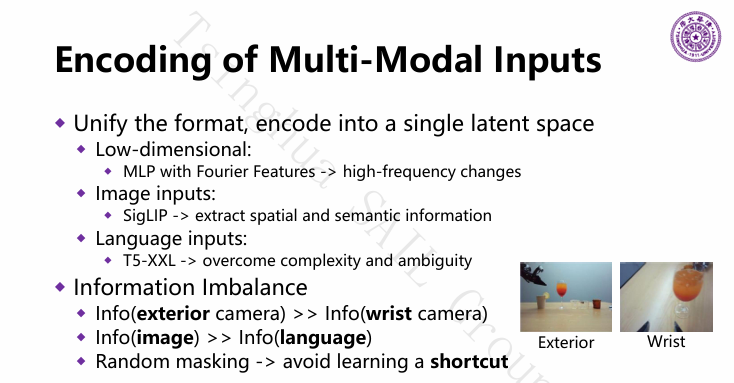 Encoding of Multi-Modal Inputs
Unify the format, encode into a single latent space
Low-dimensional:
MLP with Fourier Features -> high-frequency changes
Image inputs:
SigLIP -> extract spatial and semantic information
Language inputs:
T5-XXL -> overcome complexity and ambiguity
Information Imbalance
Info(exterior camera) >> Info(wrist camera)
Info(image) >> Info(language)
Random masking -> avoid learning a shortcut
Exterior
Wrist
Tsinghua SAIL Group